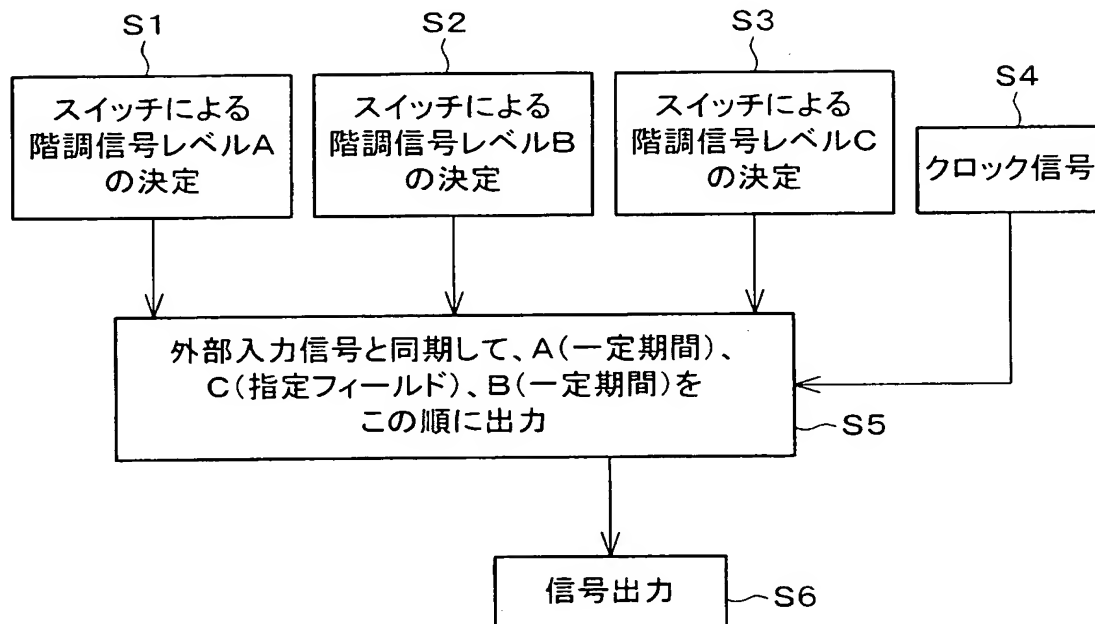 S1
S2
S3
S4
スイッチによる
階調信号レベルA
の決定
スイッチによる
階調信号レベルB
の決定
スイッチによる
階調信号レベルC
の決定
クロック信号
外部入力信号と同期して、A(一定期間)、
C(指定フィールド)、B(一定期間)を
この順に出力
S5
信号出力
S6